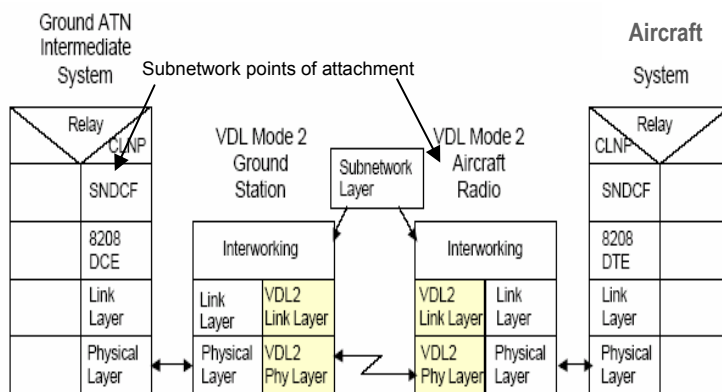 Ground ATN
Intermediate
System
Subnetwork points of attachment
Aircraft
System
Relay
CLNP
SNDCF
8208
DCE
Link
Layer
Physical
Layer
VDL Mode 2
Ground
Station
Interworking
Link
Layer
VDL2
Link Layer
Physical
Layer
VDL2
Phy Layer
Subnetwork
Layer
VDL Mode 2
Aircraft
Radio
Interworking
VDL2
Link Layer
Link
Layer
VDL2
Phy Layer
Physical
Layer
Relay
CLNP
SNDCF
8208
DTE
Link
Layer
Physical
Layer